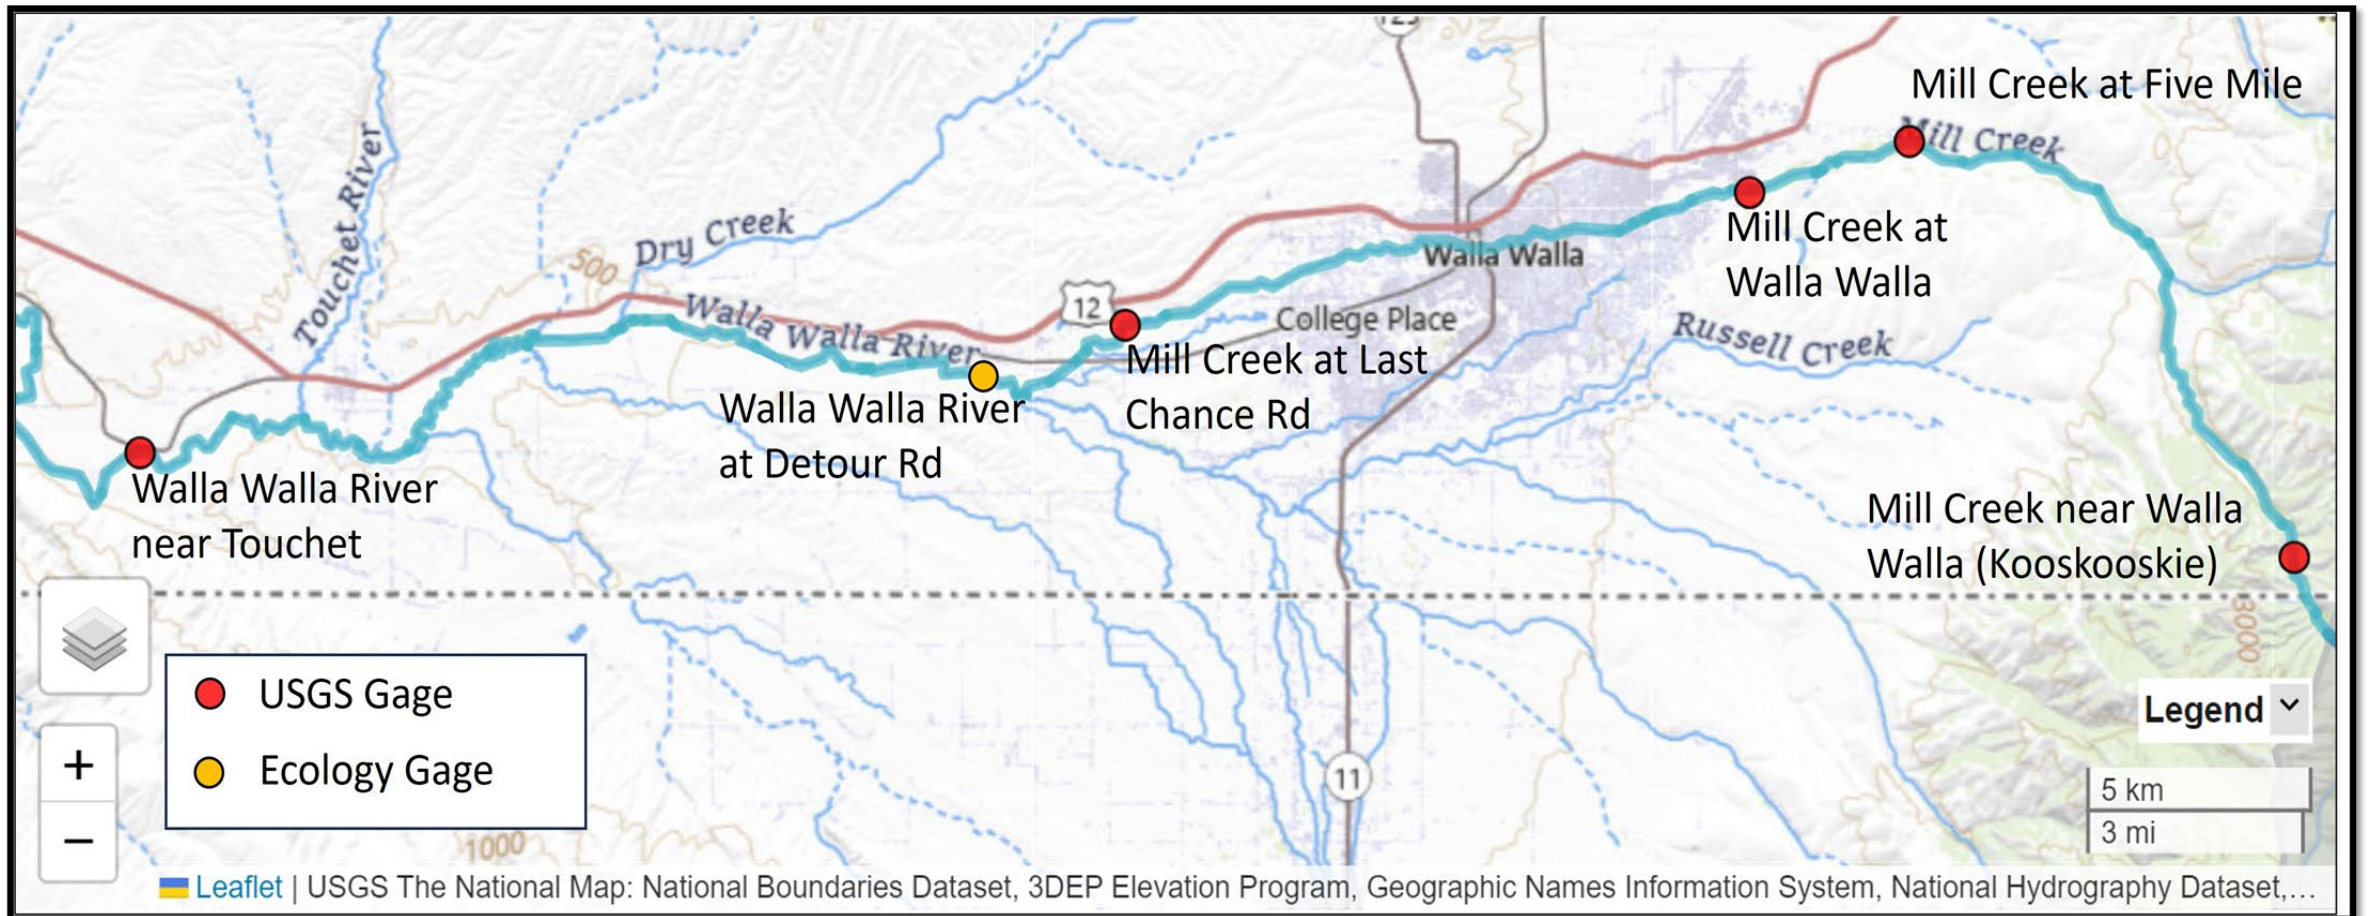 125
Mill Creek at Five Mile
Mill Creek
Touchet River
Dry Creek
500
Walla Walla River
12
Walla Walla
College Place
Mill Creek at
Walla Walla
Russell Creek
Mill Creek at Last
Chance Rd
Walla Walla River
at Detour Rd
Walla Walla River
near Touchet
Mill Creek near Walla
Walla (Kooskooskie)
3000
USGS Gage
Ecology Gage
Legend
+
−
11
5 km
3 mi
1000
Leaflet | USGS The National Map: National Boundaries Dataset, 3DEP Elevation Program, Geographic Names Information System, National Hydrography Dataset,...